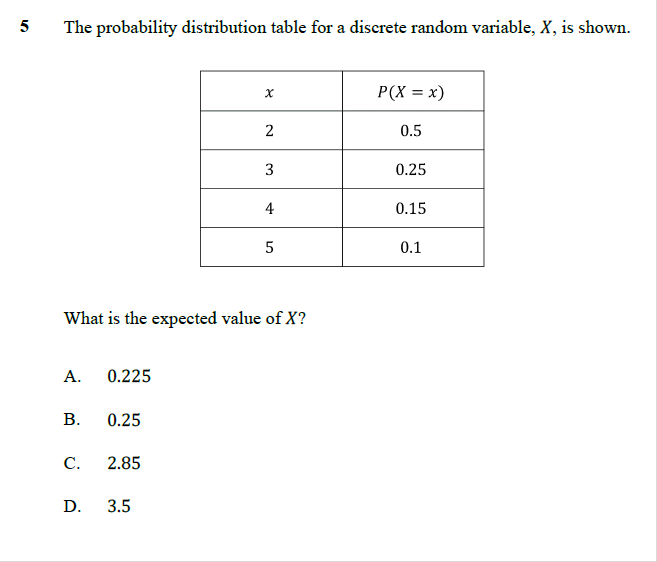 5 The probability distribution table for a discrete random variable, X, is shown.
x P(X = x)
2 0.5
3 0.25
4 0.15
5 0.1
What is the expected value of X?
A. 0.225
B. 0.25
C. 2.85
D. 3.5